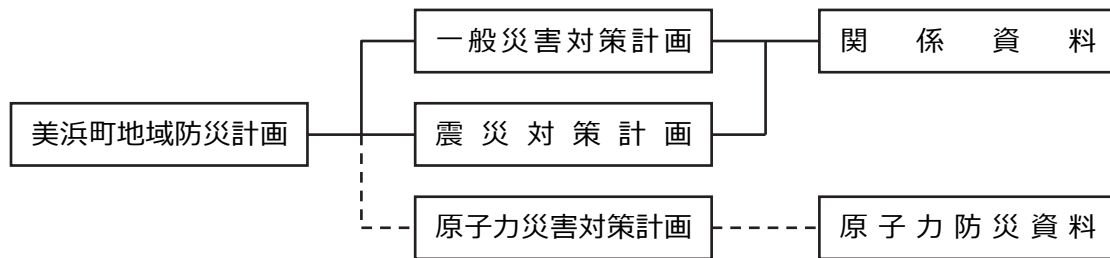 一般災害対策計画
関係資料
美浜町地域防災計画
震災対策計画
原子力災害対策計画
原子力防災資料